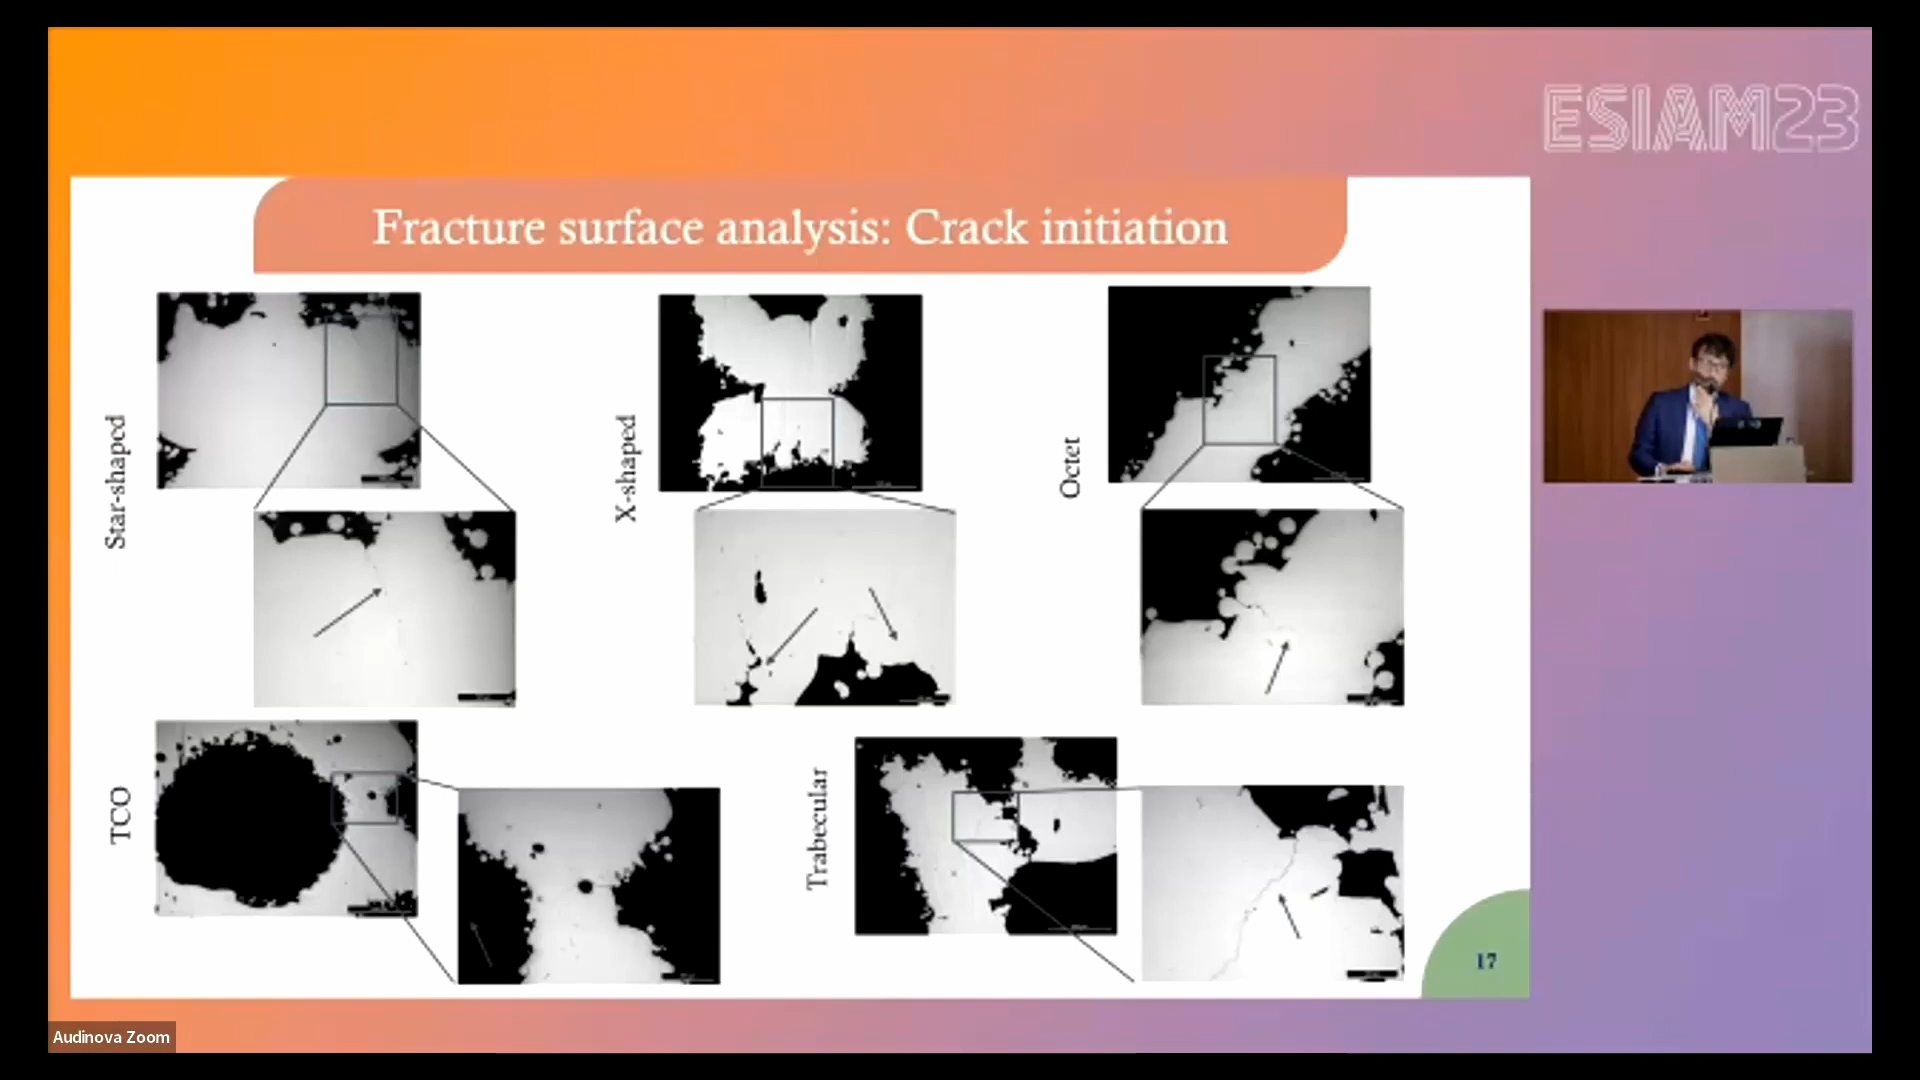 ESIAM23
Fracture surface analysis: Crack initiation
Star-shaped
X-shaped
Octet
TCO
Trabecular
17
Audinova Zoom